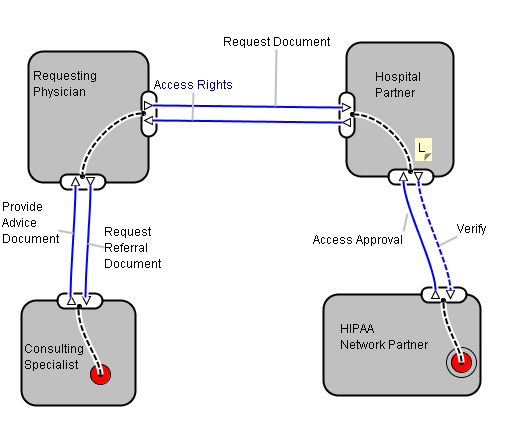 Request Document
Requesting
Physician
Access Rights
Hospital
Partner
L
Provide
Advice
Document
Request
Referral
Document
Access Approval
Verify
Consulting
Specialist
HIPAA
Network Partner